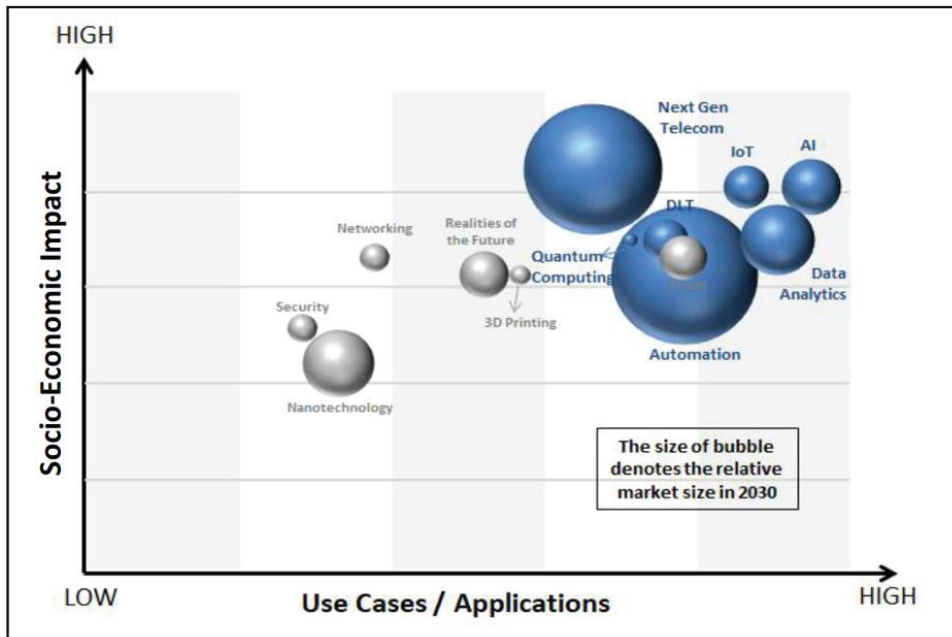 HIGH
Next Gen
Telecom
IoT
AI
DLT
Networking
Realities of
the Future
Quantum
Computing
Data
Analytics
Security
3D Printing
Automation
Nanotechnology
The size of bubble
denotes the relative
market size in 2030
Socio-Economic Impact
LOW
Use Cases / Applications
HIGH